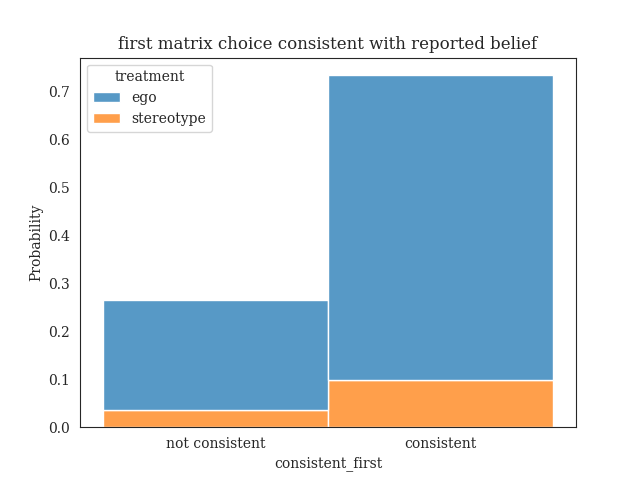 first matrix choice consistent with reported belief
treatment
ego
stereotype
0.7
0.6
0.5
0.4
0.3
0.2
0.1
0.0
Probability
not consistent
consistent
consistent_first